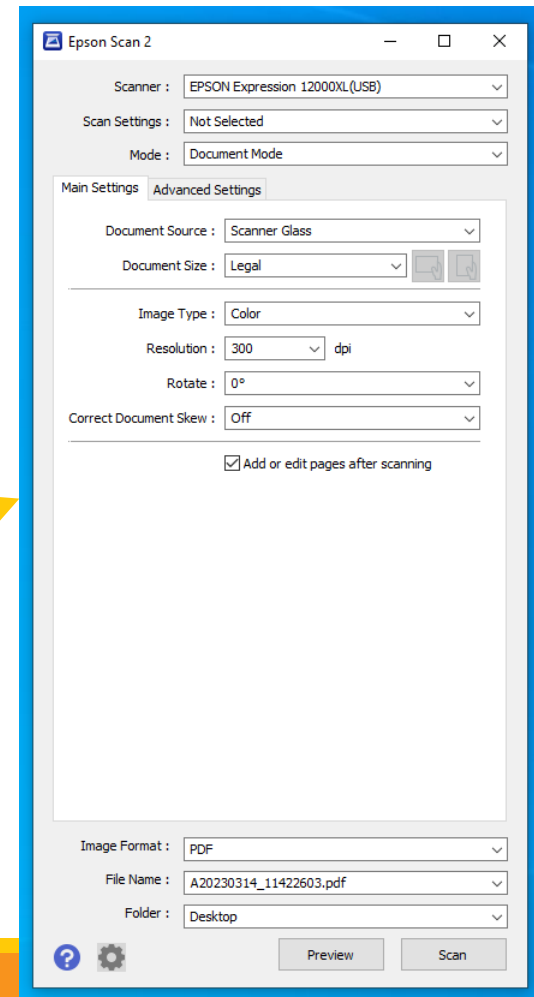 Epson Scan 2
Scanner : EPSON Expression 12000XL(USB)
Scan Settings : Not Selected
Mode : Document Mode
Main Settings Advanced Settings
Document Source : Scanner Glass
Document Size : Legal
Image Type : Color
Resolution : 300 dpi
Rotate : 0°
Correct Document Skew : Off
Add or edit pages after scanning
Image Format : PDF
File Name : A20230314_11422603.pdf
Folder : Desktop
? Preview Scan